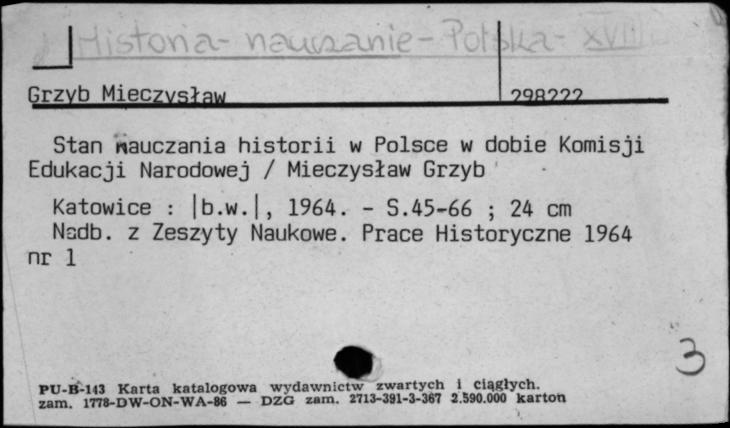 Historia - nauczanie - Polska - XVIII
Grzyb Mieczysław 298222
Stan nauczania historii w Polsce w dobie Komisji
Edukacji Narodowej / Mieczysław Grzyb
Katowice : |b.w.|, 1964. - S.45-66 ; 24 cm
Nadb. z Zeszyty Naukowe. Prace Historyczne 1964
nr 1
3
PU-B-143 Karta katalogowa wydawnictw zwartych i ciągłych.
zam. 1778-DW-ON-WA-86 — DZG zam. 2713-391-3-367 2.590.000 karton